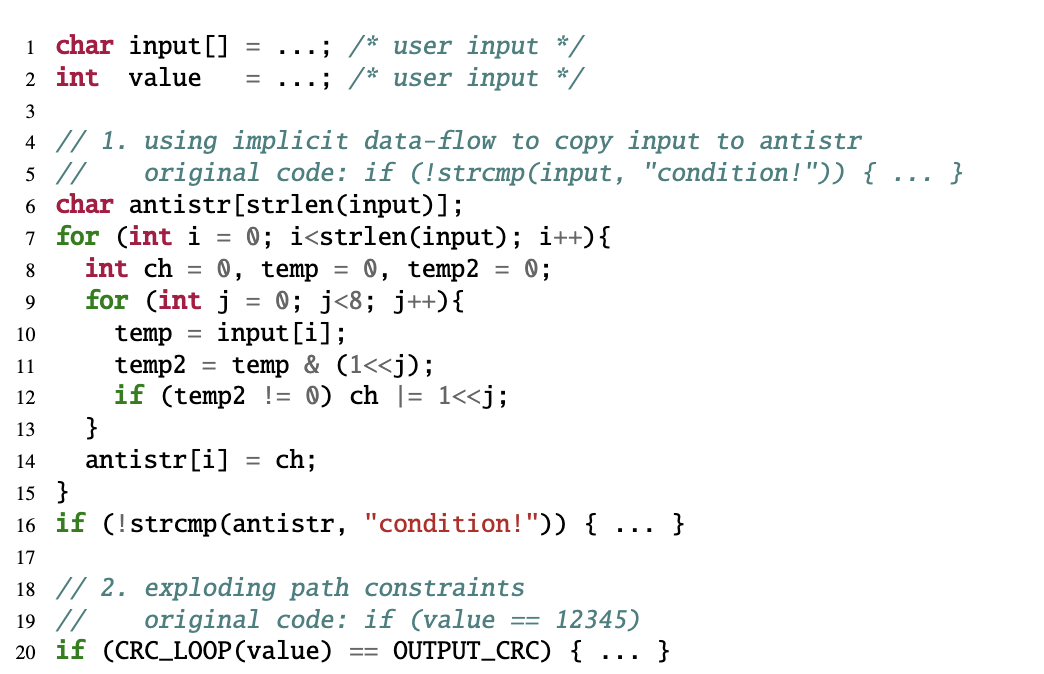 1 char input[] = ...; /* user input */
2 int  value   = ...; /* user input */
3
4 // 1. using implicit data-flow to copy input to antistr
5 //    original code: if (!strcmp(input, "condition!")) { ... }
6 char antistr[strlen(input)];
7 for (int i = 0; i<strlen(input); i++){
8   int ch = 0, temp = 0, temp2 = 0;
9   for (int j = 0; j<8; j++){
10     temp = input[i];
11     temp2 = temp & (1<<j);
12     if (temp2 != 0) ch |= 1<<j;
13   }
14   antistr[i] = ch;
15 }
16 if (!strcmp(antistr, "condition!")) { ... }
17
18 // 2. exploding path constraints
19 //    original code: if (value == 12345)
20 if (CRC_LOOP(value) == OUTPUT_CRC) { ... }